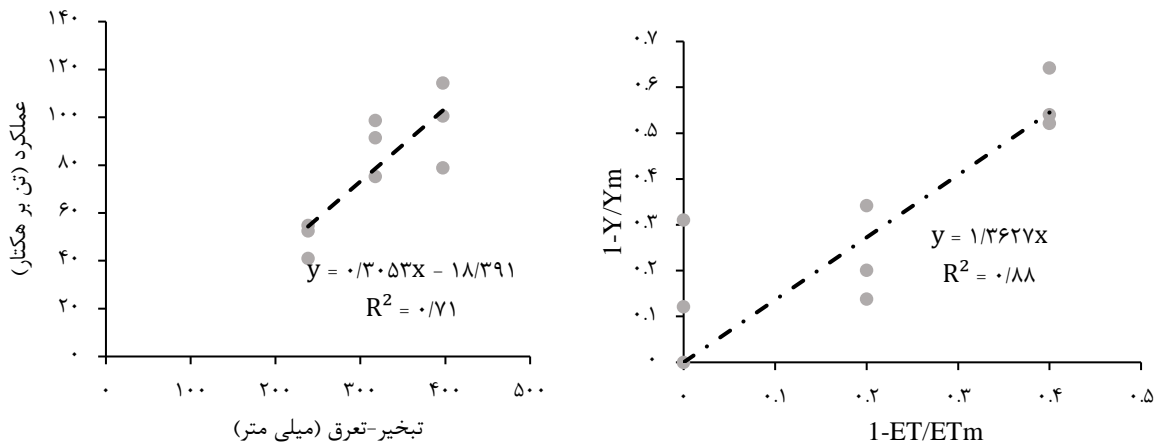 ۱۴۰
۱۲۰
۱۰۰
۸۰
۶۰
۴۰
۲۰
۰
عملکرد (تن بر هکتار)
y = ۰/۳۰۵۳x - ۱۸/۳۹۱
R² = ۰/۷۱
۰ ۱۰۰ ۲۰۰ ۳۰۰ ۴۰۰ ۵۰۰
تبخیر-تعرق (میلی متر)
۰.۷
۰.۶
۰.۵
۰.۴
۰.۳
۰.۲
۰.۱
۰
1-Y/Ym
y = ۱/۳۶۲۷x
R² = ۰/۸۸
۰ ۰.۱ ۰.۲ ۰.۳ ۰.۴ ۰.۵
1-ET/ETm